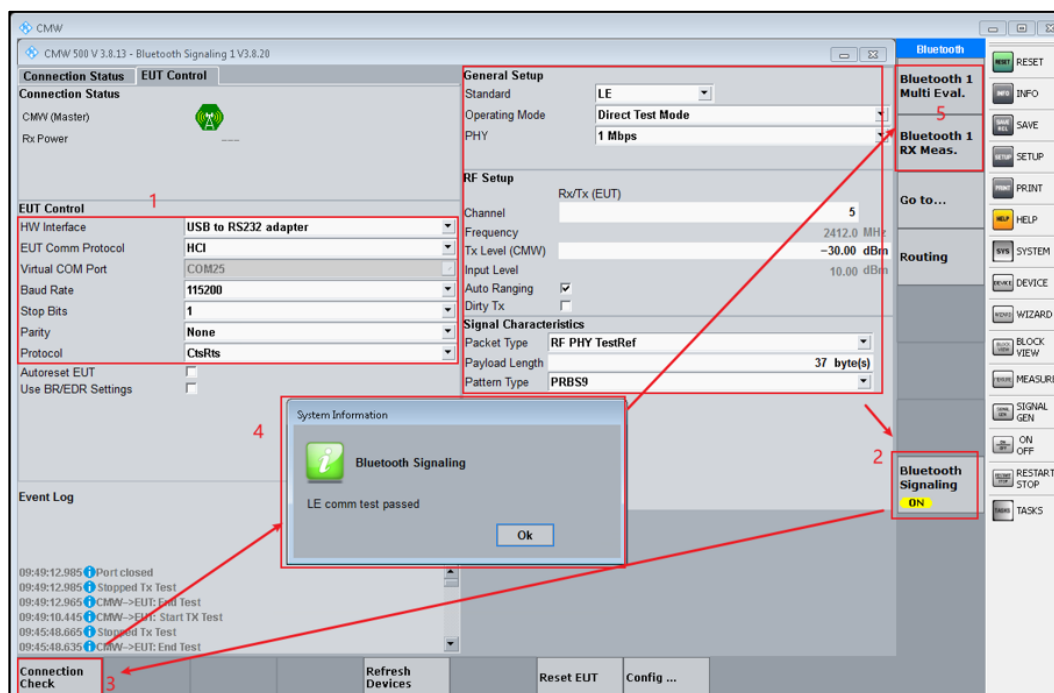 CMW
CMW 500 V 3.8.13 - Bluetooth Signaling 1 V3.8.20
Connection Status EUT Control
Connection Status
CMW (Master)
Rx Power ---
1
EUT Control
HW Interface USB to RS232 adapter
EUT Comm Protocol HCI
Virtual COM Port COM25
Baud Rate 115200
Stop Bits 1
Parity None
Protocol CtsRts
Autoreset EUT
Use BR/EDR Settings
General Setup
Standard LE
Operating Mode Direct Test Mode
PHY 1 Mbps
RF Setup
Rx/Tx (EUT)
Channel 5
Frequency 2412.0 MHz
Tx Level (CMW) −30.00 dBm
Input Level 10.00 dBm
Auto Ranging
Dirty Tx
Signal Characteristics
Packet Type RF PHY TestRef
Payload Length 37 byte(s)
Pattern Type PRBS9
4
System Information
Bluetooth Signaling
LE comm test passed
Ok
Event Log
09:49:12.985 Port closed
09:49:12.985 Stopped Tx Test
09:49:12.965 CMW-->EUT: End Test
09:49:10.445 CMW-->EUT: Start TX Test
09:45:48.665 Stopped Tx Test
09:45:48.635 CMW-->EUT: End Test
Connection
Check
3
Refresh
Devices
Reset EUT
Config ...
Bluetooth
Bluetooth 1
Multi Eval.
5
Bluetooth 1
RX Meas.
Go to...
Routing
2
Bluetooth
Signaling
ON
RESET
INFO
SAVE
SETUP
PRINT
HELP
SYSTEM
DEVICE
WIZARD
BLOCK
VIEW
MEASURE
SIGNAL
GEN
ON
OFF
RESTART
STOP
TASKS